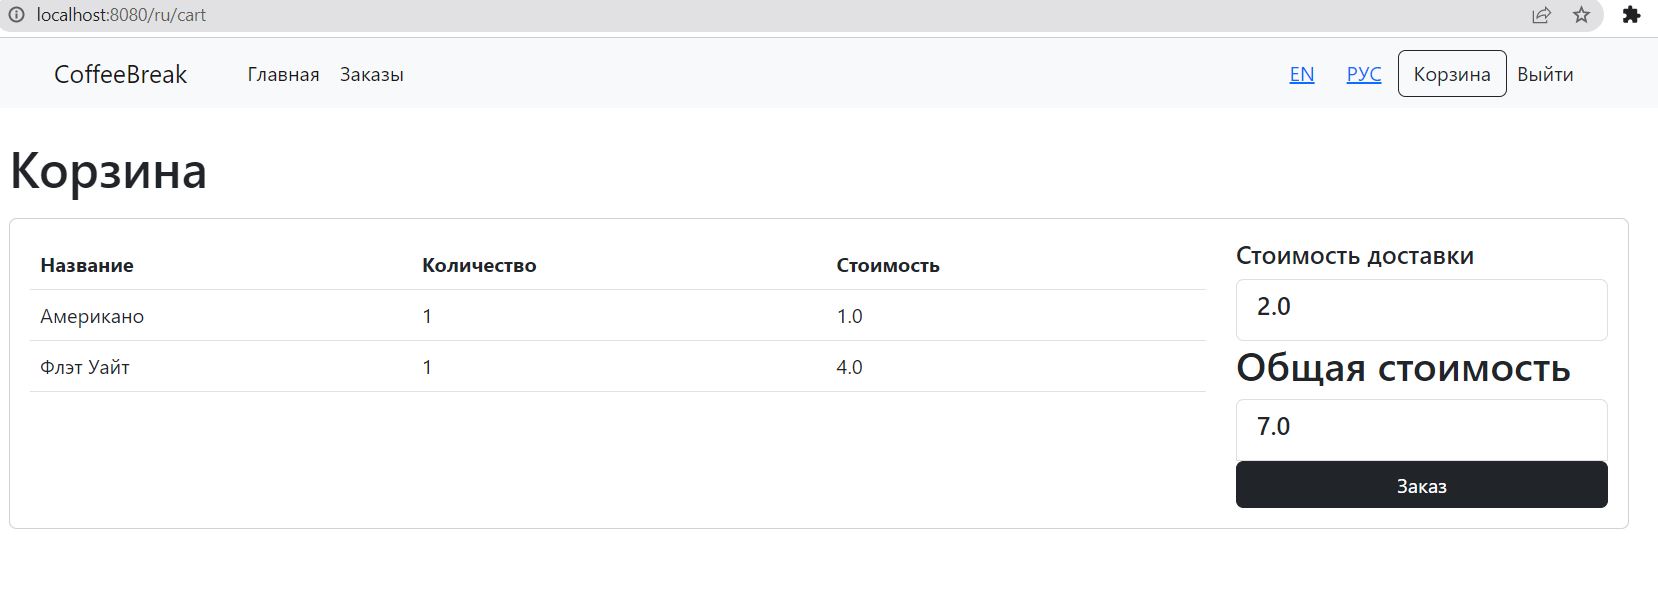 localhost:8080/ru/cart
CoffeeBreak Главная Заказы EN РУС Корзина Выйти
Корзина
Название Количество Стоимость
Американо 1 1.0
Флэт Уайт 1 4.0
Стоимость доставки
2.0
Общая стоимость
7.0
Заказ